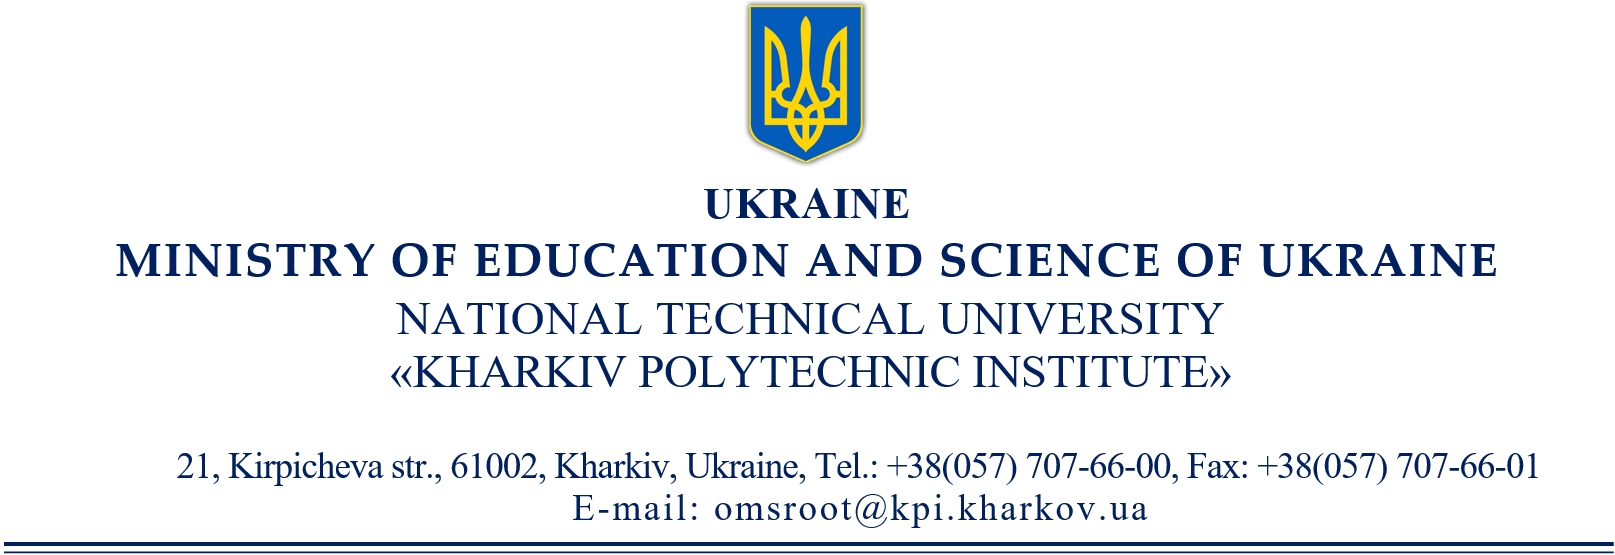 UKRAINE
MINISTRY OF EDUCATION AND SCIENCE OF UKRAINE
NATIONAL TECHNICAL UNIVERSITY
«KHARKIV POLYTECHNIC INSTITUTE»
21, Kirpicheva str., 61002, Kharkiv, Ukraine, Tel.: +38(057) 707-66-00, Fax: +38(057) 707-66-01
E-mail: omsroot@kpi.kharkov.ua